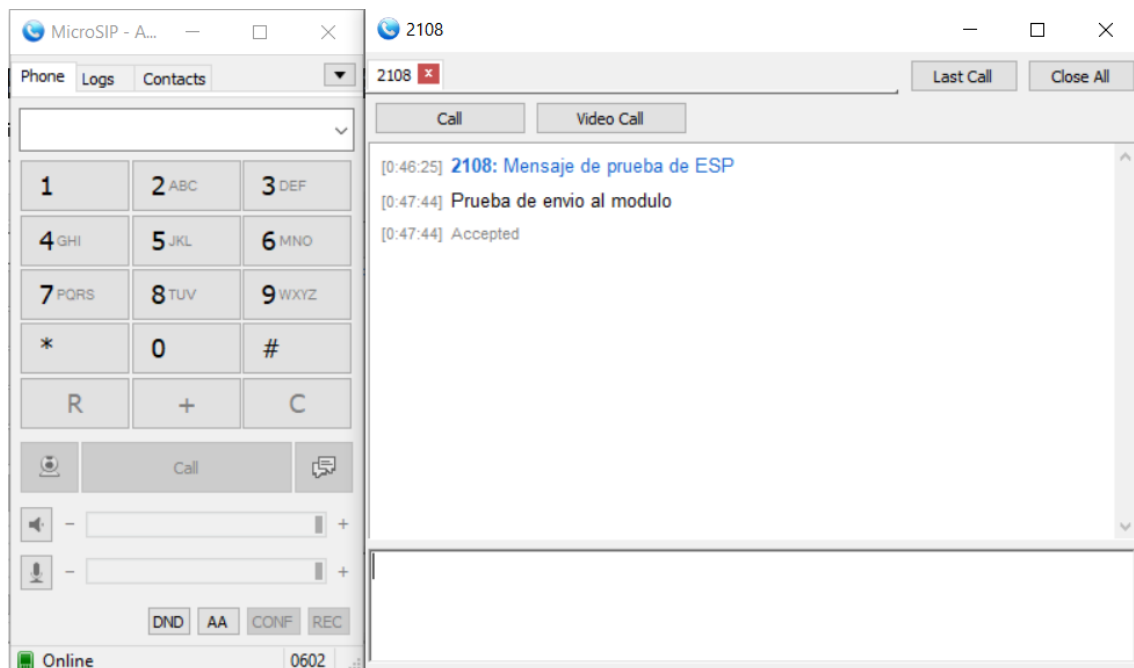 MicroSIP - A...
Phone Logs Contacts
1 2 ABC 3 DEF
4 GHI 5 JKL 6 MNO
7 PQRS 8 TUV 9 WXYZ
* 0 #
R + C
Call
- +
- +
DND AA CONF REC
Online 0602
2108
2108 x Last Call Close All
Call Video Call
[0:46:25] 2108: Mensaje de prueba de ESP
[0:47:44] Prueba de envio al modulo
[0:47:44] Accepted